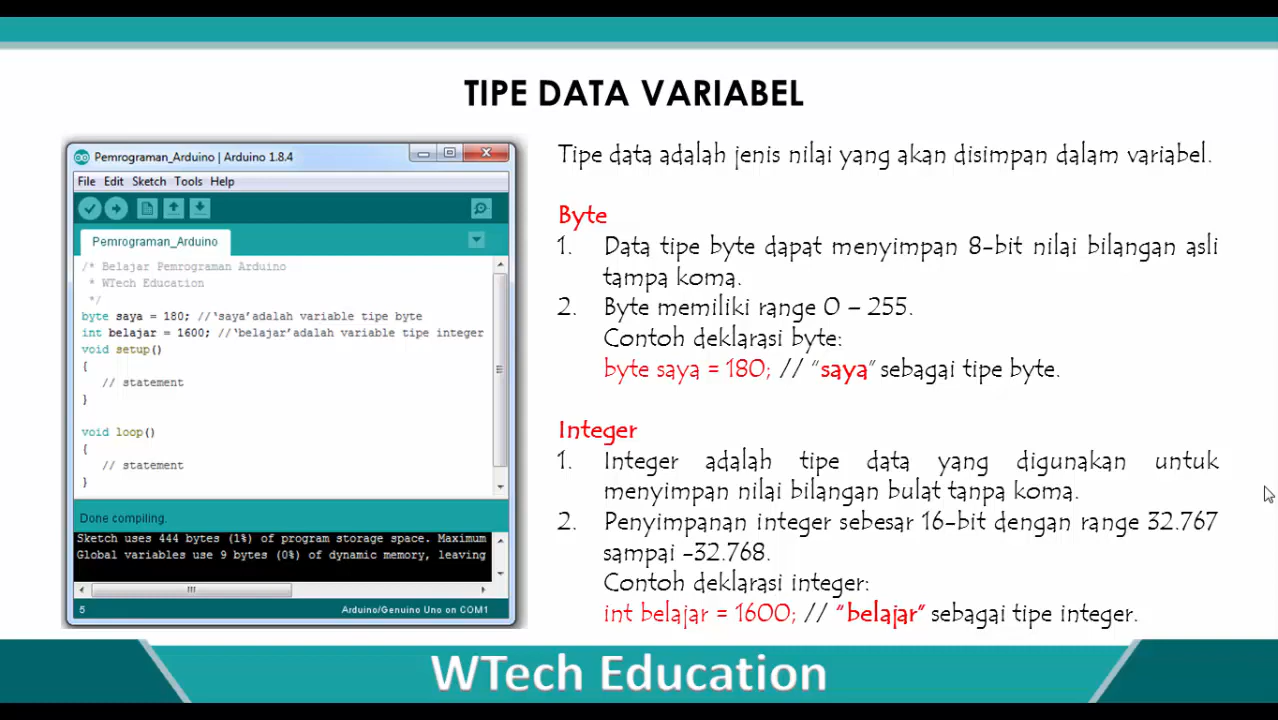 TIPE DATA VARIABEL
Pemrograman_Arduino | Arduino 1.8.4
File Edit Sketch Tools Help
Pemrograman_Arduino
/* Belajar Pemrograman Arduino
* WTech Education
*/
byte saya = 180; //'saya'adalah variable tipe byte
int belajar = 1600; //'belajar'adalah variable tipe integer
void setup()
{
// statement
}
void loop()
{
// statement
}
Done compiling.
Sketch uses 444 bytes (1%) of program storage space. Maximum
Global variables use 9 bytes (0%) of dynamic memory, leaving
5 Arduino/Genuino Uno on COM1
Tipe data adalah jenis nilai yang akan disimpan dalam variabel.
Byte
1. Data tipe byte dapat menyimpan 8-bit nilai bilangan asli
tampa koma.
2. Byte memiliki range 0 – 255.
Contoh deklarasi byte:
byte saya = 180; // "saya" sebagai tipe byte.
Integer
1. Integer adalah tipe data yang digunakan untuk
menyimpan nilai bilangan bulat tanpa koma.
2. Penyimpanan integer sebesar 16-bit dengan range 32.767
sampai -32.768.
Contoh deklarasi integer:
int belajar = 1600; // "belajar" sebagai tipe integer.
WTech Education